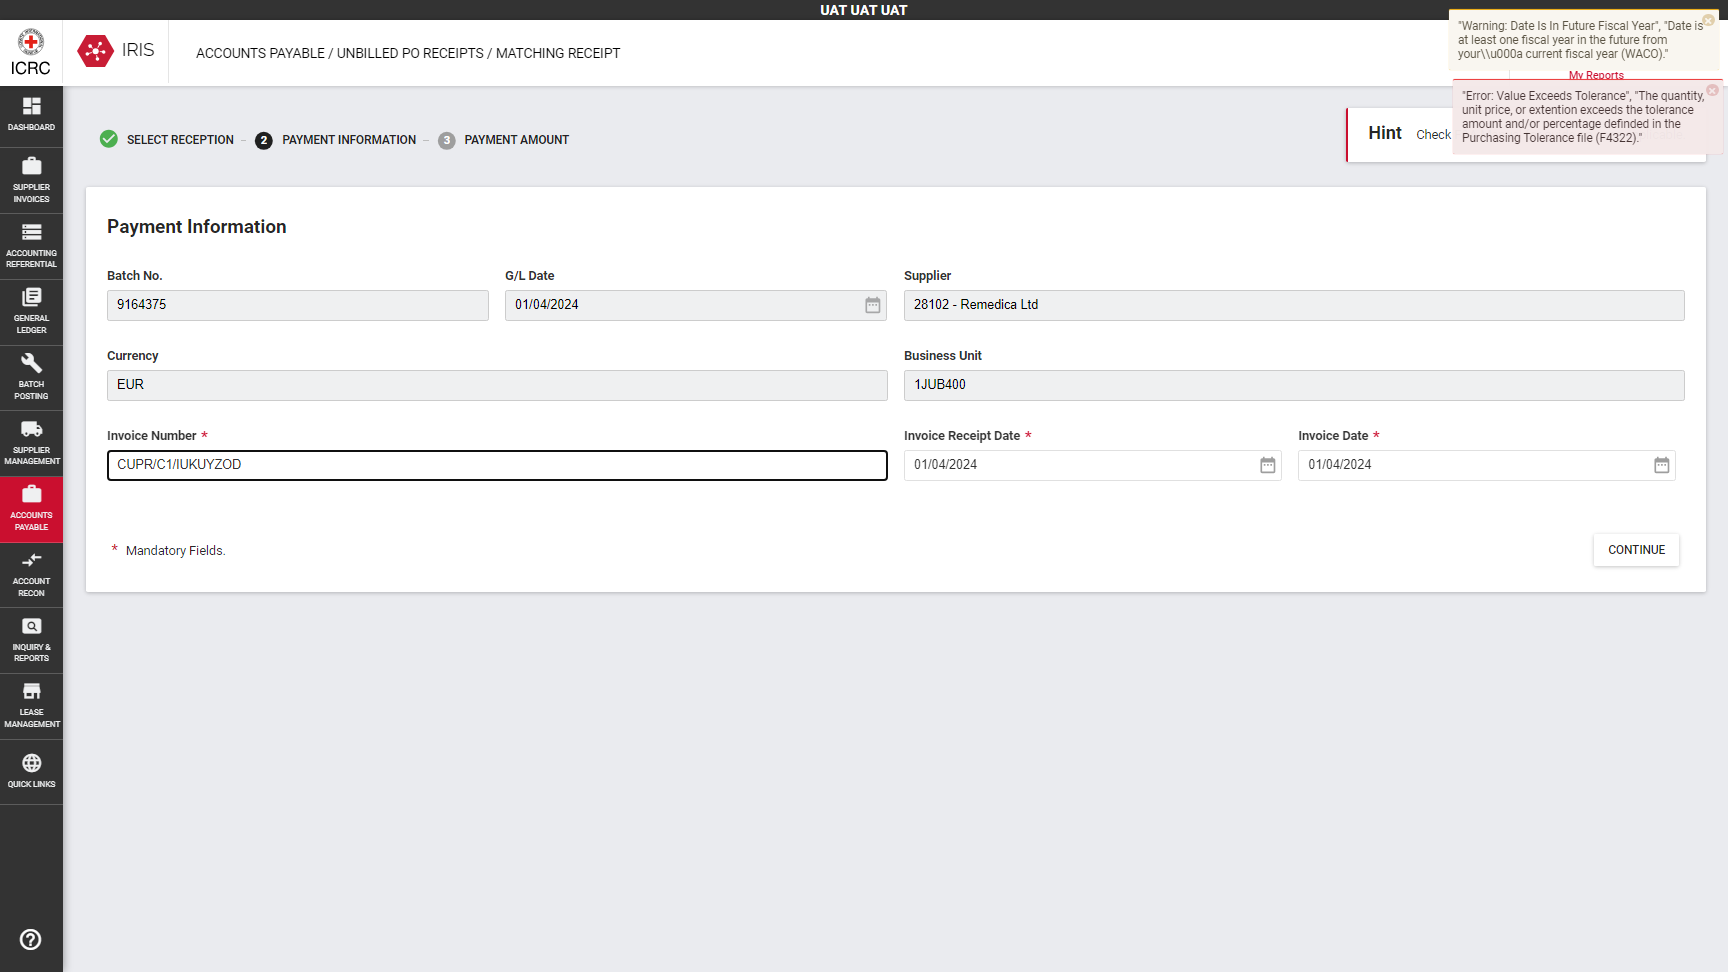 UAT UAT UAT
ICRC
IRIS
ACCOUNTS PAYABLE / UNBILLED PO RECEIPTS / MATCHING RECEIPT
"Warning: Date Is In Future Fiscal Year", "Date is
at least one fiscal year in the future from
your\\u000a current fiscal year (WACO)."
My Reports
"Error: Value Exceeds Tolerance", "The quantity,
unit price, or extention exceeds the tolerance
amount and/or percentage definded in the
Purchasing Tolerance file (F4322)."
Hint Check
DASHBOARD
SUPPLIER
INVOICES
ACCOUNTING
REFERENTIAL
GENERAL
LEDGER
BATCH
POSTING
SUPPLIER
MANAGEMENT
ACCOUNTS
PAYABLE
ACCOUNT
RECON
INQUIRY &
REPORTS
LEASE
MANAGEMENT
QUICK LINKS
SELECT RECEPTION – 2 PAYMENT INFORMATION – 3 PAYMENT AMOUNT
Payment Information
Batch No. G/L Date Supplier
9164375 01/04/2024 28102 - Remedica Ltd
Currency Business Unit
EUR 1JUB400
Invoice Number * Invoice Receipt Date * Invoice Date *
CUPR/C1/IUKUYZOD 01/04/2024 01/04/2024
* Mandatory Fields.
CONTINUE